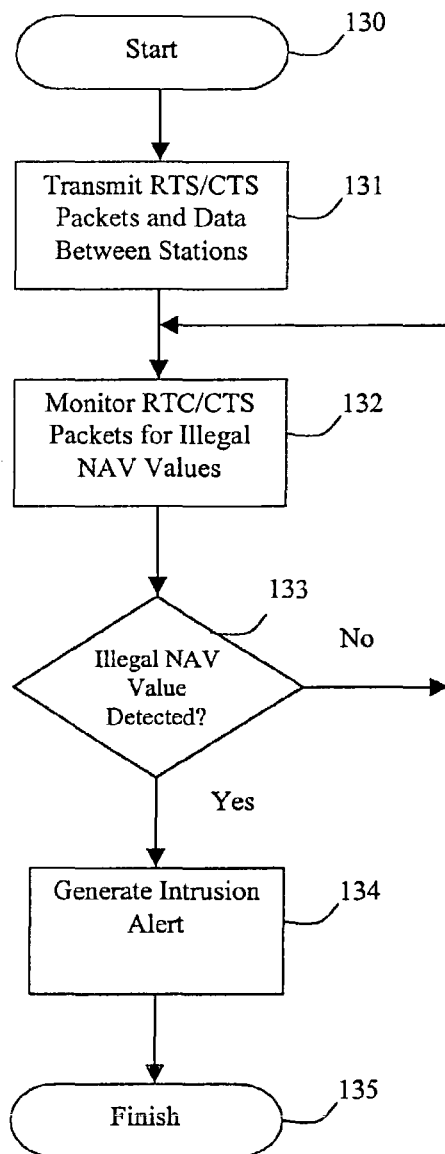 Start
130
Transmit RTS/CTS
Packets and Data
Between Stations
131
Monitor RTC/CTS
Packets for Illegal
NAV Values
132
133
Illegal NAV
Value
Detected?
No
Yes
Generate Intrusion
Alert
134
Finish
135